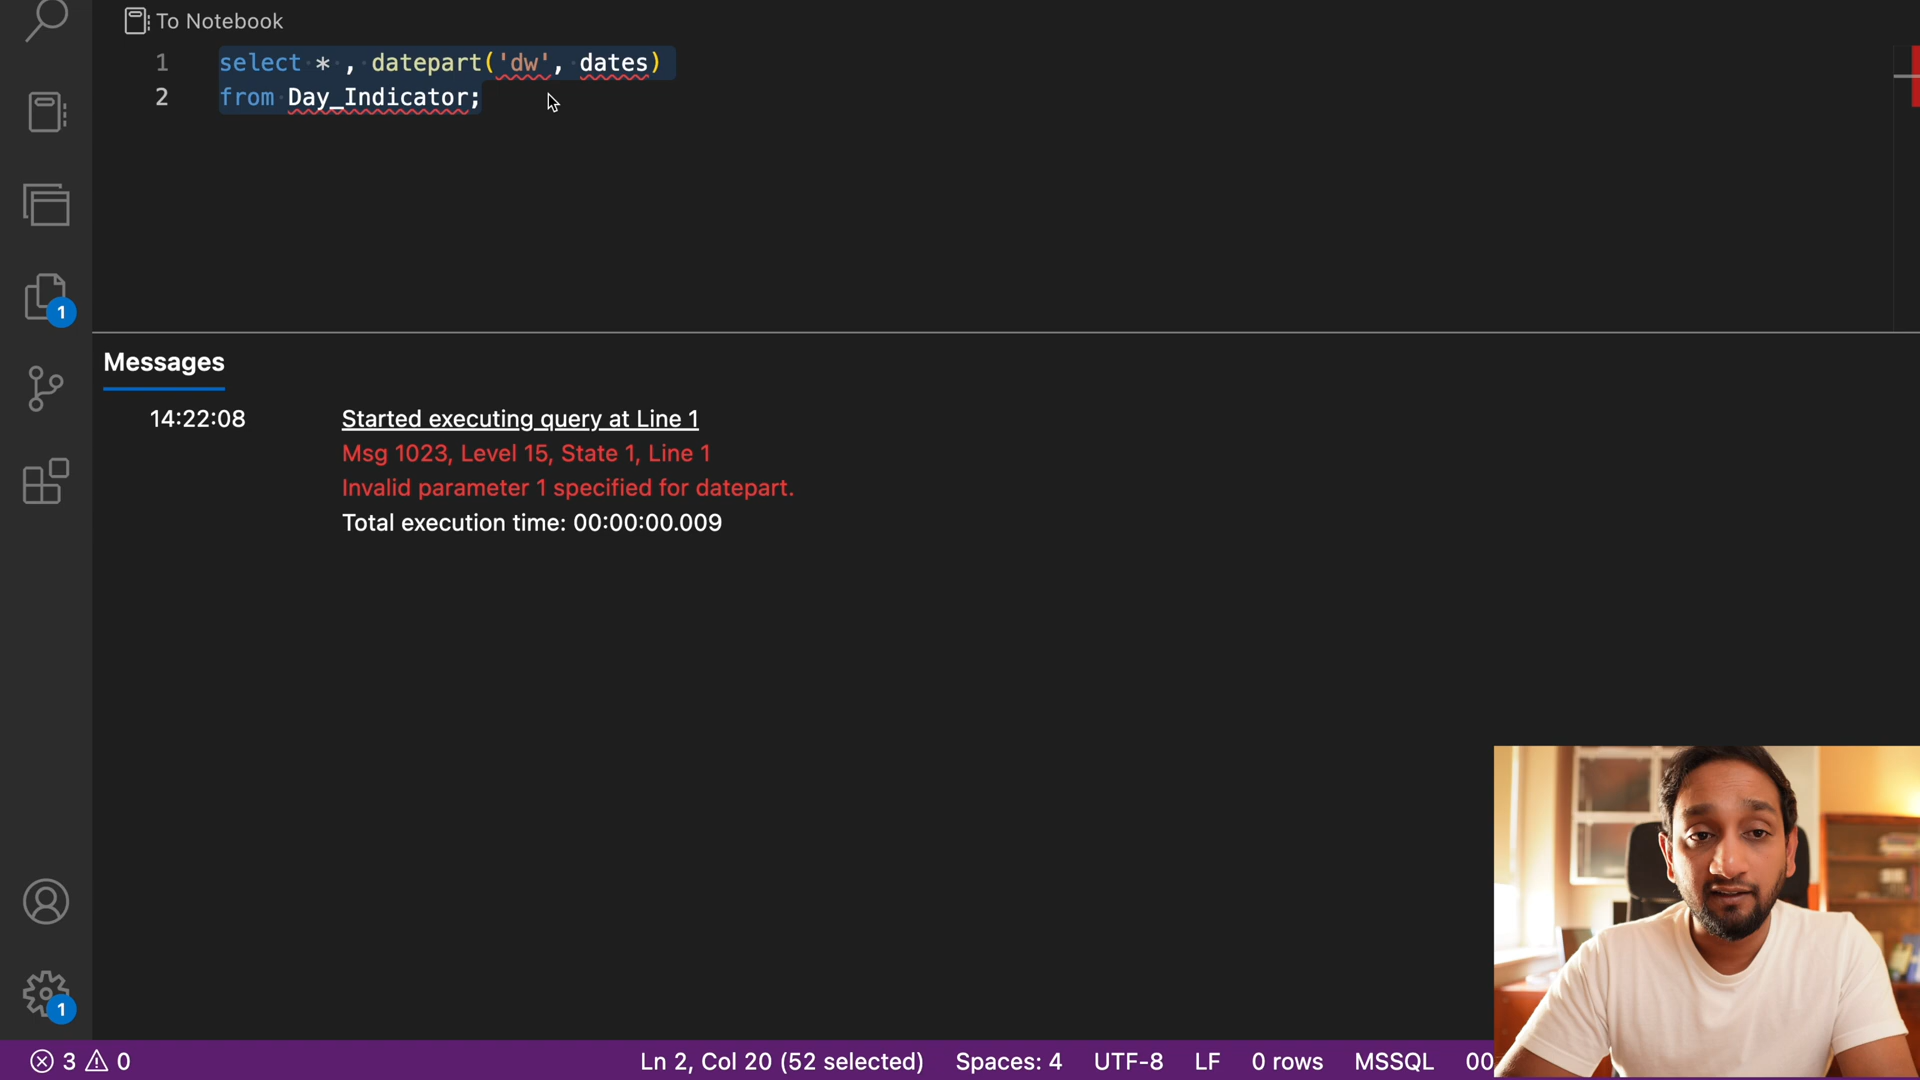 To Notebook
1 select * , datepart('dw', dates)
2 from Day_Indicator;
1
Messages
14:22:08 Started executing query at Line 1
Msg 1023, Level 15, State 1, Line 1
Invalid parameter 1 specified for datepart.
Total execution time: 00:00:00.009
1
3 0 Ln 2, Col 20 (52 selected) Spaces: 4 UTF-8 LF 0 rows MSSQL 00